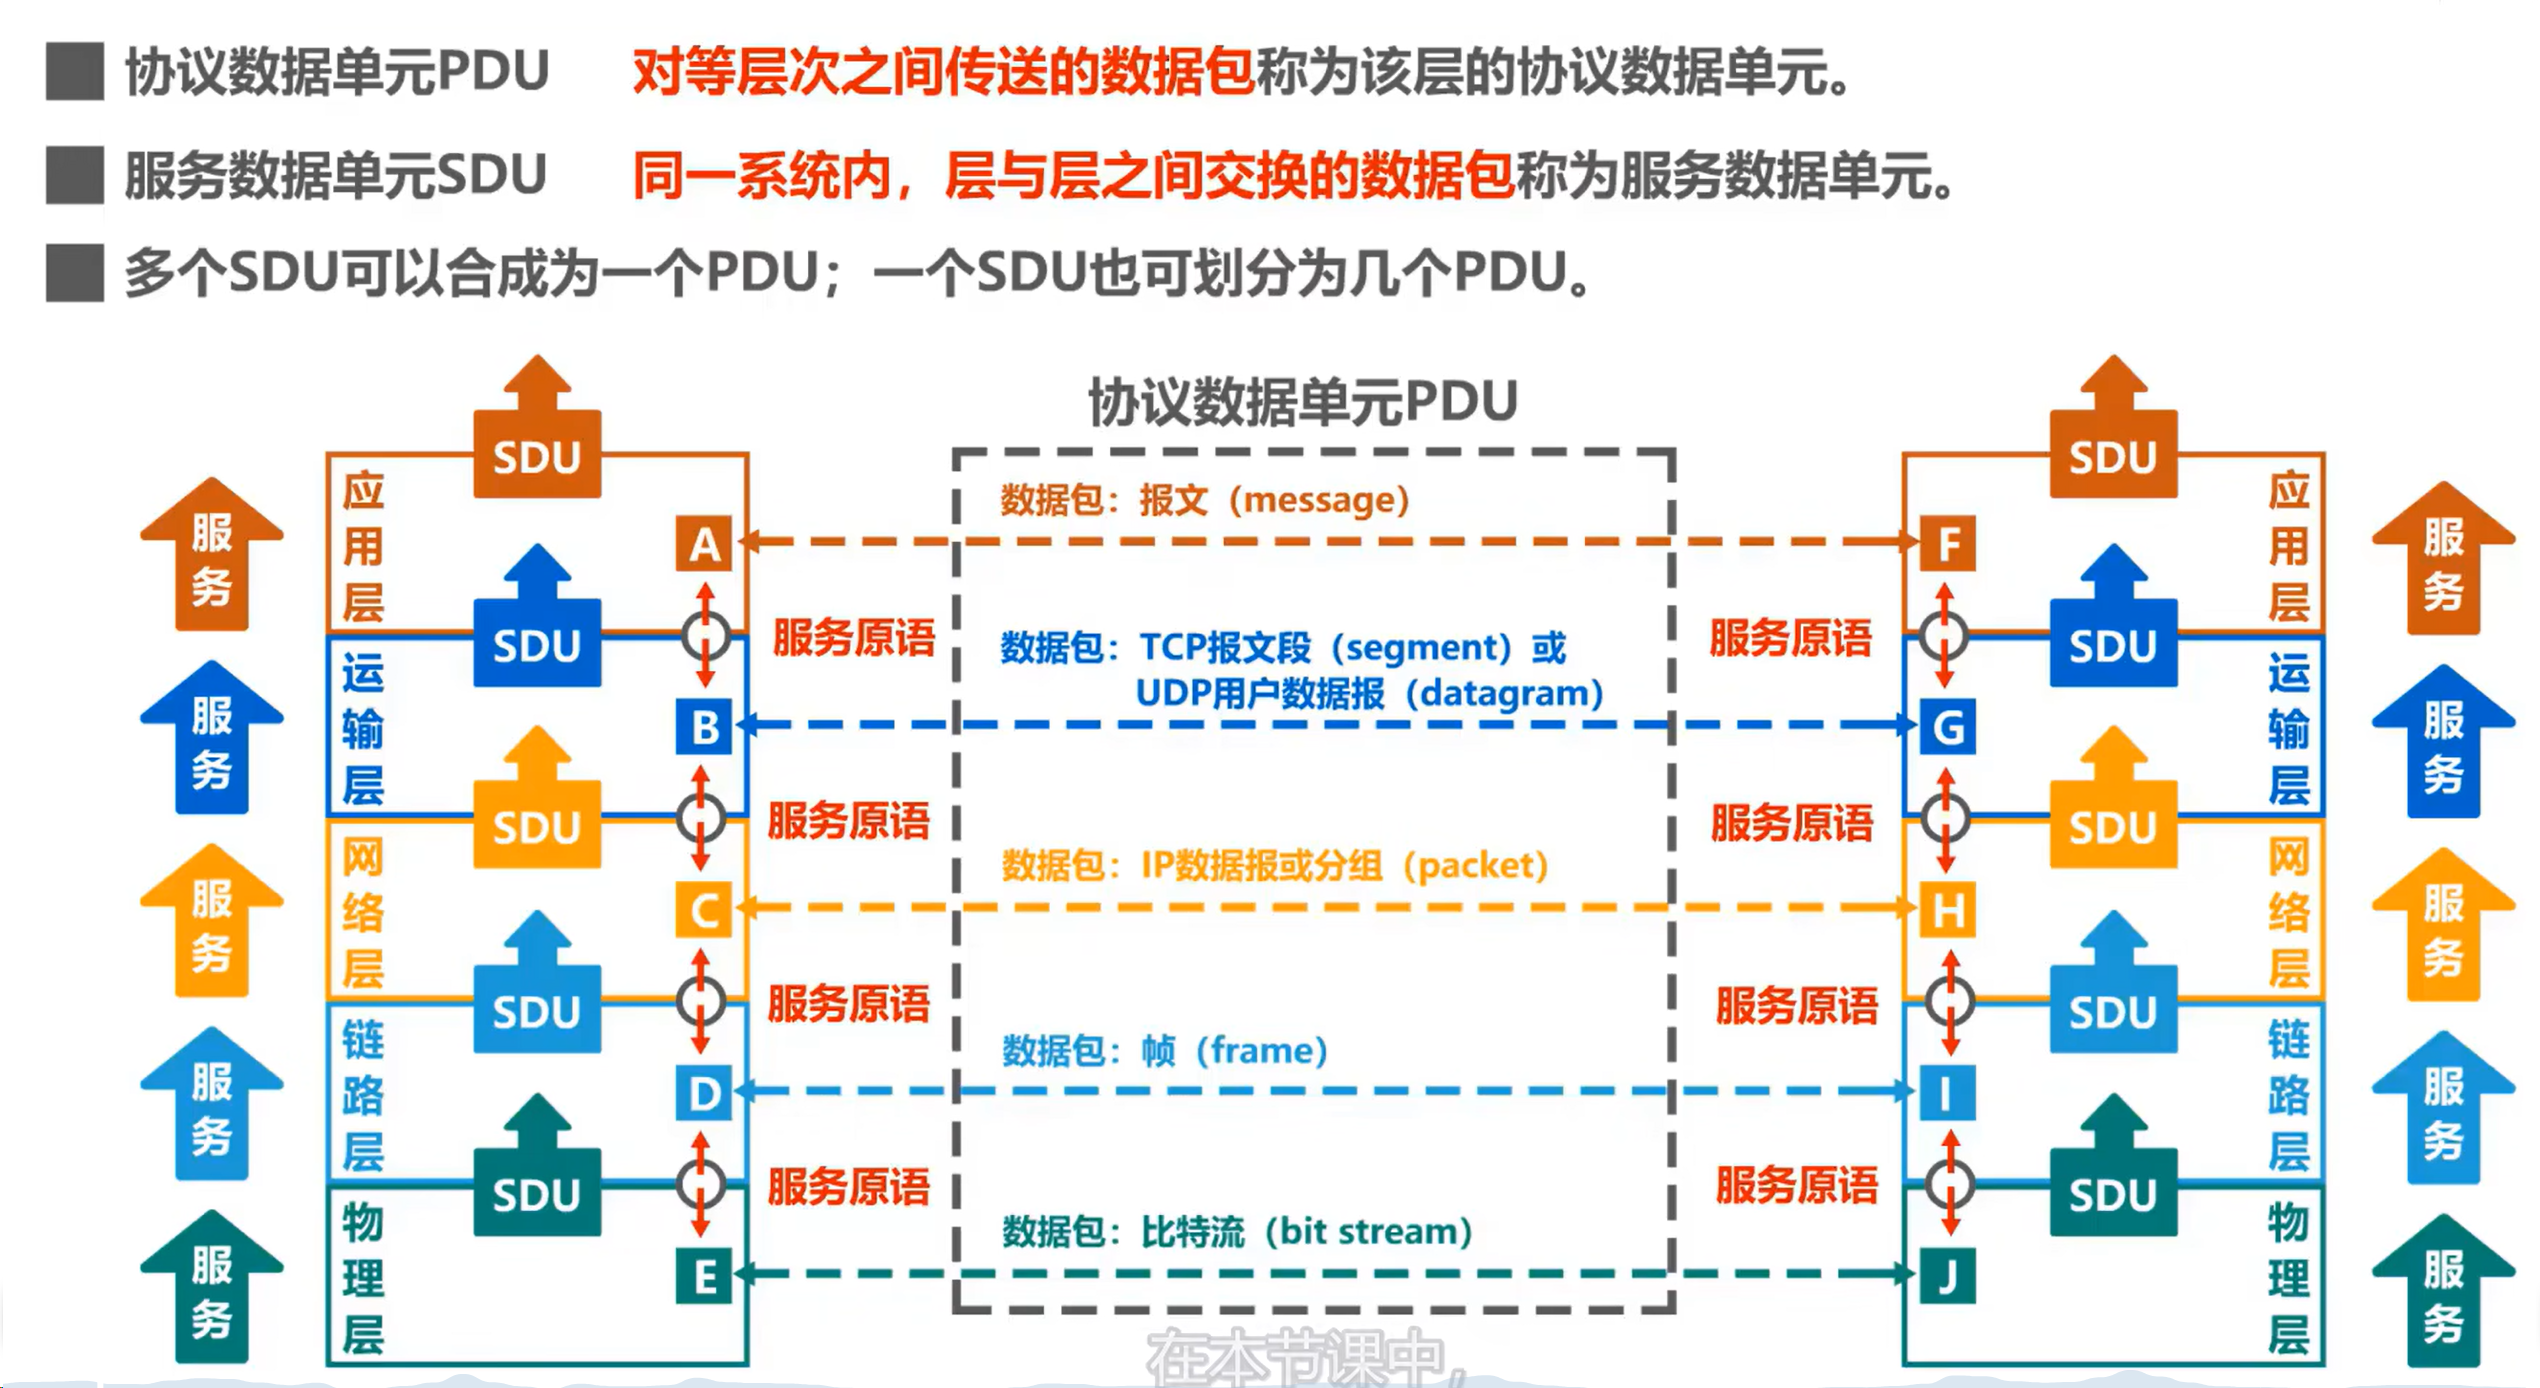 协议数据单元PDU 对等层次之间传送的数据包称为该层的协议数据单元。
服务数据单元SDU 同一系统内，层与层之间交换的数据包称为服务数据单元。
多个SDU可以合成为一个PDU；一个SDU也可划分为几个PDU。
协议数据单元PDU
服务
应用层
SDU
A
数据包：报文（message）
F
SDU
应用层
服务
服务原语
服务原语
服务
运输层
SDU
B
数据包：TCP报文段（segment）或
UDP用户数据报（datagram）
G
SDU
运输层
服务
服务原语
服务原语
服务
网络层
SDU
C
数据包：IP数据报或分组（packet）
H
SDU
网络层
服务
服务原语
服务原语
服务
链路层
SDU
D
数据包：帧（frame）
I
SDU
链路层
服务
服务原语
服务原语
服务
物理层
SDU
E
数据包：比特流（bit stream）
J
SDU
物理层
服务
在本节课中，